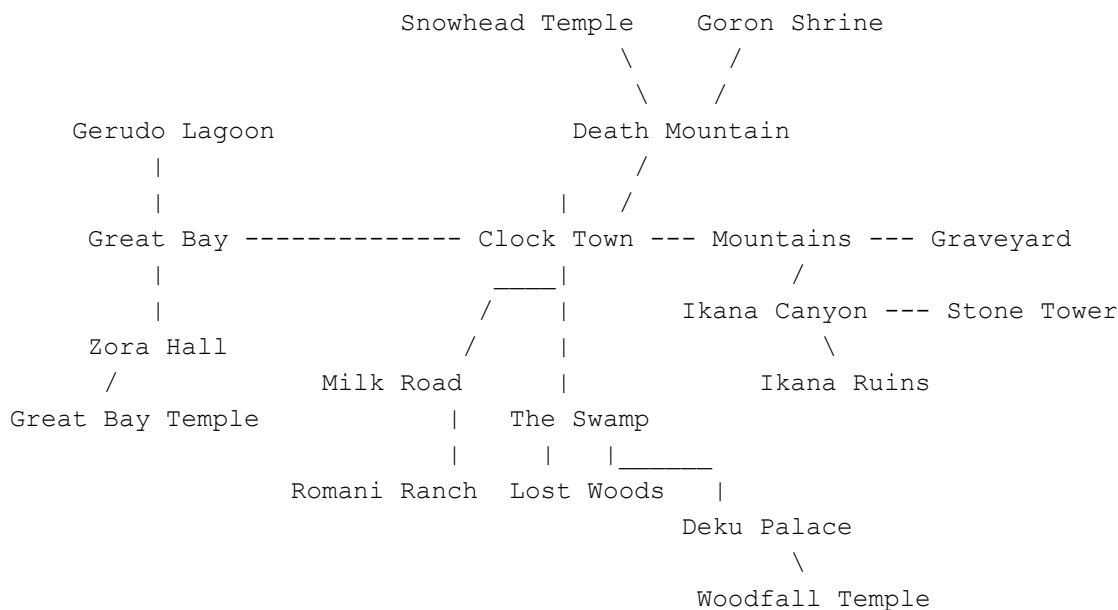 Snowhead Temple Goron Shrine
Gerudo Lagoon Death Mountain
Great Bay -------------- Clock Town --- Mountains --- Graveyard
Ikana Canyon --- Stone Tower
Zora Hall
Milk Road Ikana Ruins
Great Bay Temple The Swamp
Romani Ranch Lost Woods
Deku Palace
Woodfall Temple